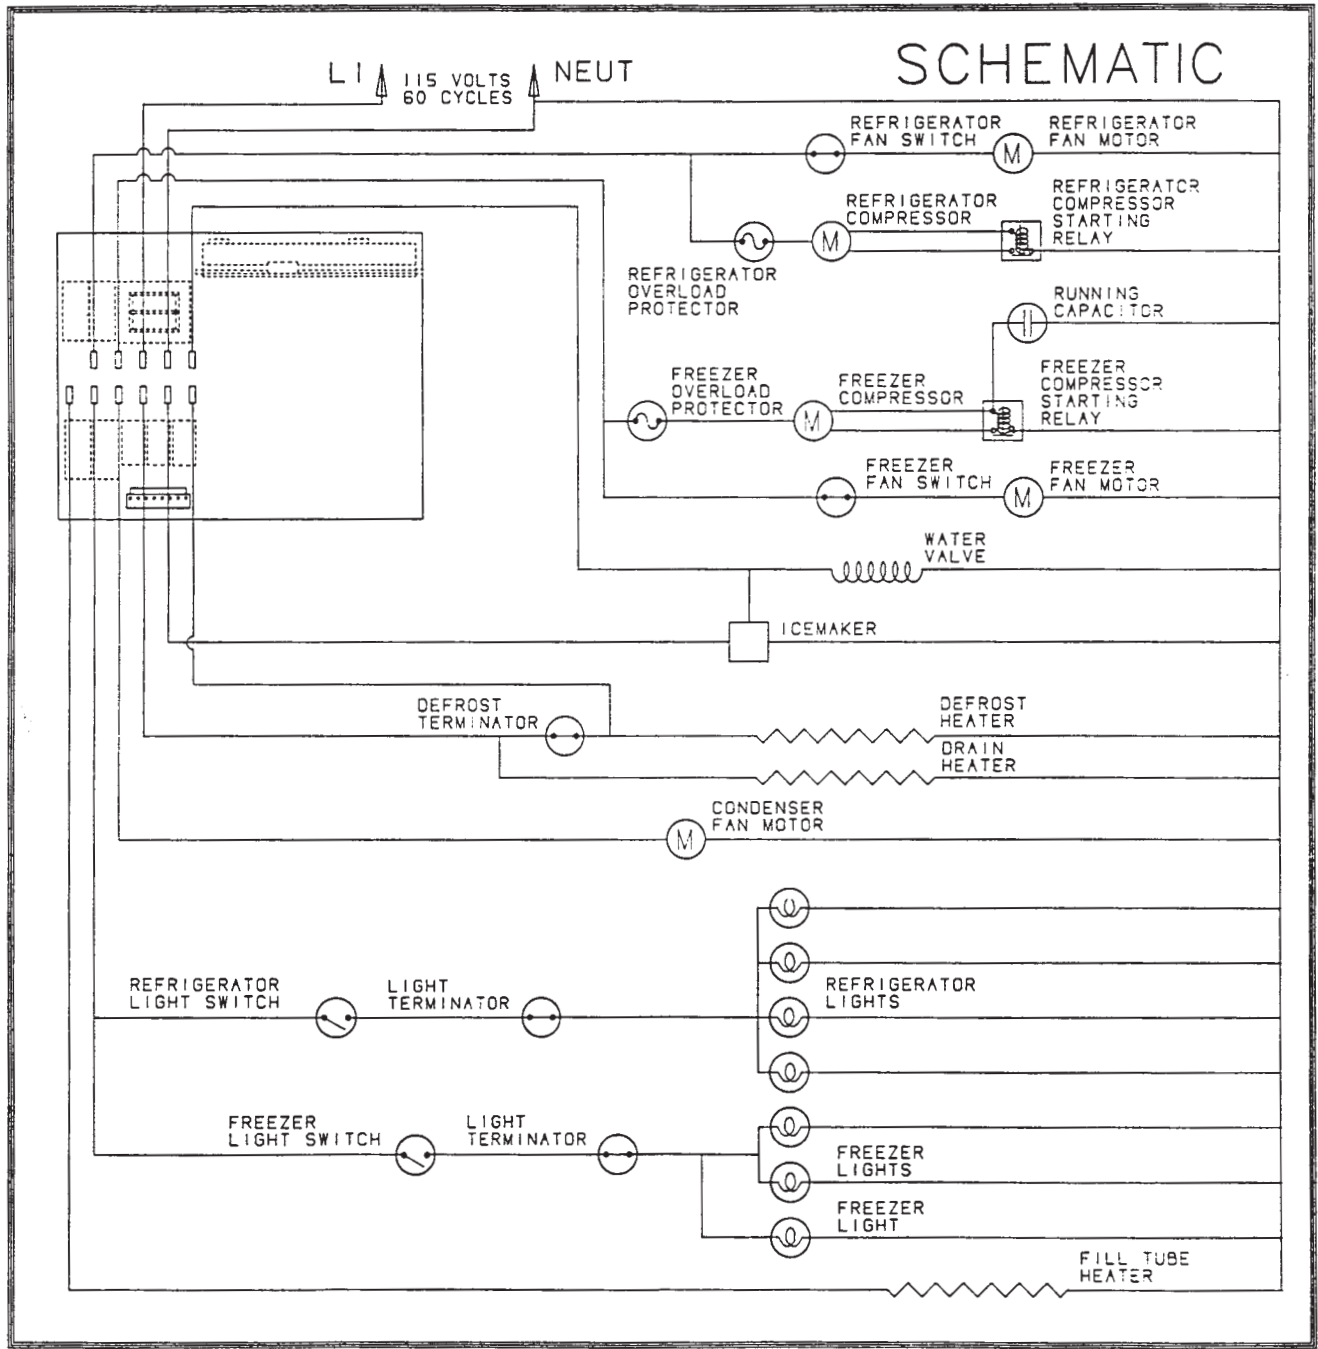 SCHEMATIC
L1
115 VOLTS
60 CYCLES
NEUT
REFRIGERATOR
FAN SWITCH
REFRIGERATOR
FAN MOTOR
M
REFRIGERATOR
COMPRESSOR
M
REFRIGERATOR
COMPRESSOR
STARTING
RELAY
REFRIGERATOR
OVERLOAD
PROTECTOR
RUNNING
CAPACITOR
FREEZER
OVERLOAD
PROTECTOR
FREEZER
COMPRESSOR
M
FREEZER
COMPRESSOR
STARTING
RELAY
FREEZER
FAN SWITCH
FREEZER
FAN MOTOR
M
WATER
VALVE
ICEMAKER
DEFROST
TERMINATOR
DEFROST
HEATER
DRAIN
HEATER
CONDENSER
FAN MOTOR
M
REFRIGERATOR
LIGHT SWITCH
LIGHT
TERMINATOR
REFRIGERATOR
LIGHTS
FREEZER
LIGHT SWITCH
LIGHT
TERMINATOR
FREEZER
LIGHTS
FREEZER
LIGHT
FILL TUBE
HEATER